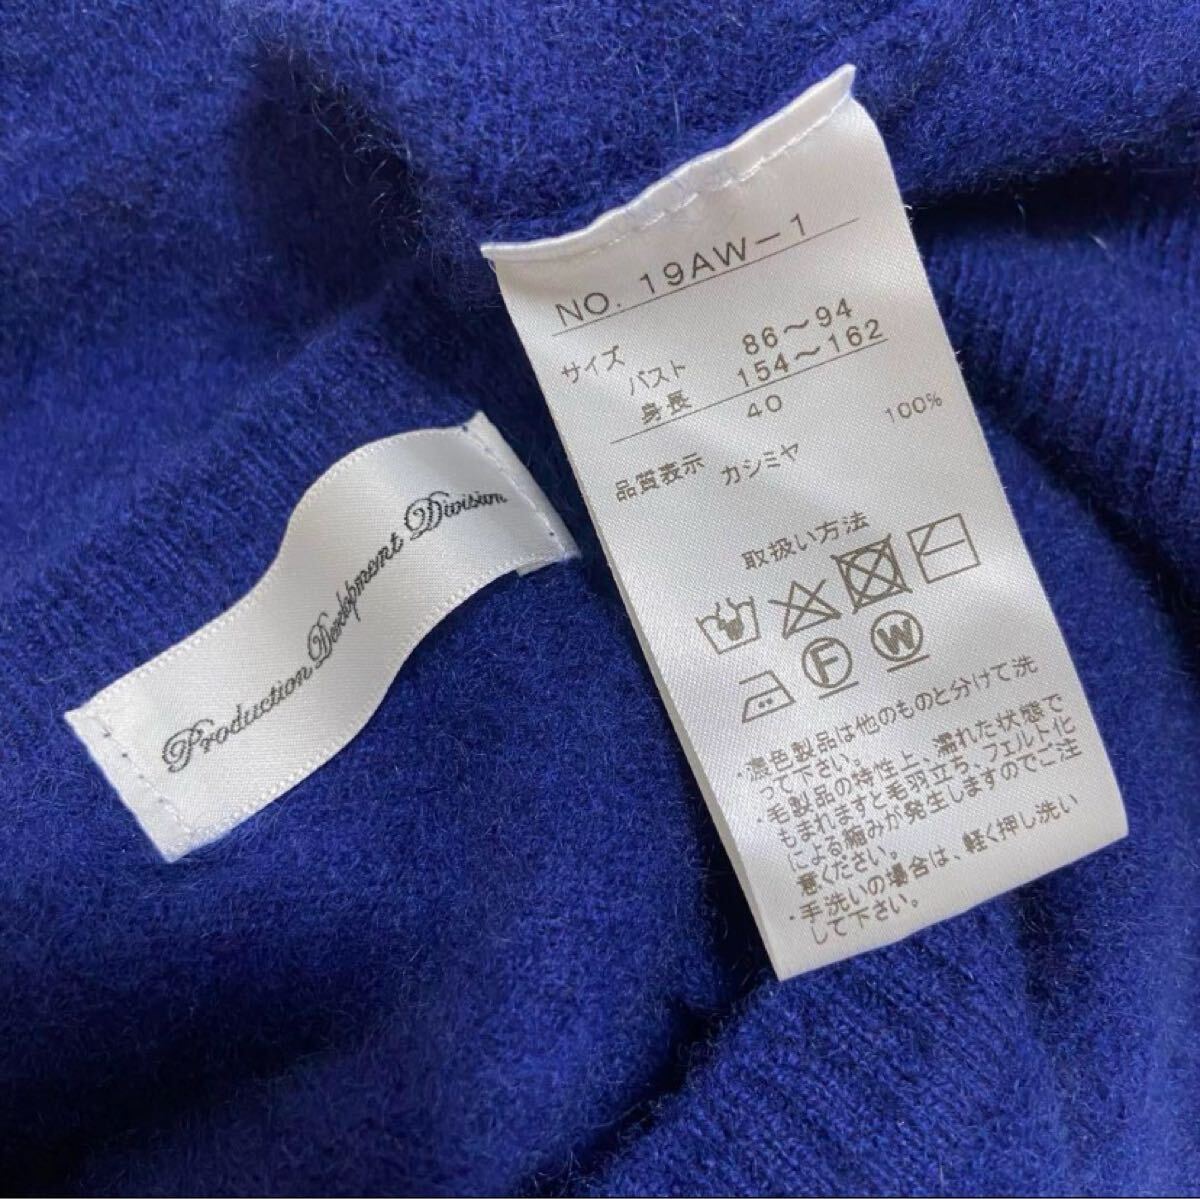 NO. 19AW-1
サイズ
バスト 86～94
身長 154～162
40
品質表示 カシミヤ 100%
取扱い方法
F W
・濃色製品は他のものと分けて洗
って下さい。
・毛製品の特性上、濡れた状態で
もまれますと毛羽立ち、フェルト化
による縮みが発生しますのでご注
意ください。
・手洗いの場合は、軽く押し洗い
して下さい。
Production Development Division